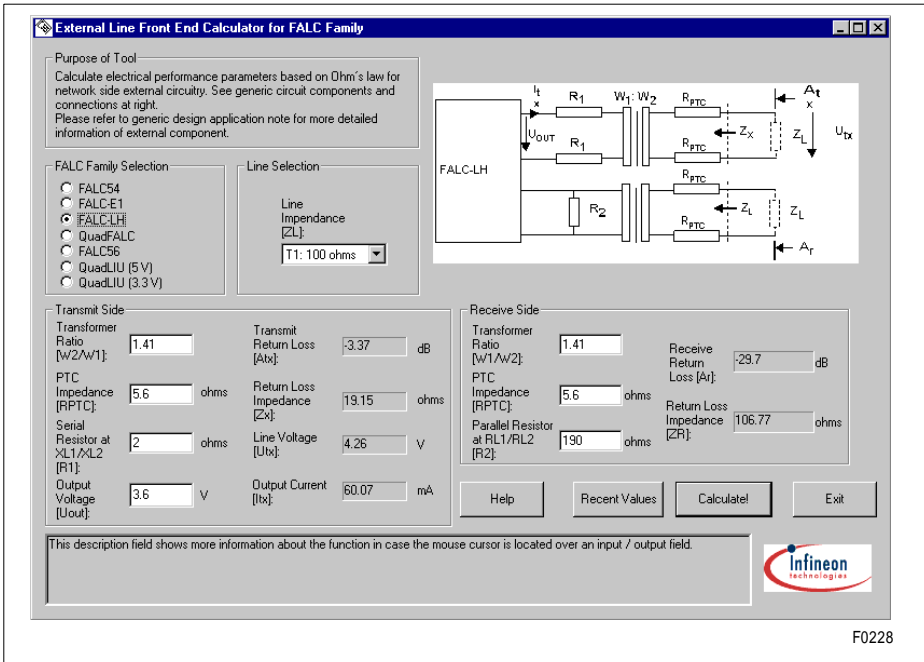 External Line Front End Calculator for FALC Family
Purpose of Tool
Calculate electrical performance parameters based on Ohm´s law for
network side external circuitry. See generic circuit components and
connections at right.
Please refer to generic design application note for more detailed
information of external component.
FALC Family Selection
FALC54
FALC-E1
FALC-LH
QuadFALC
FALC56
QuadLIU (5 V)
QuadLIU (3.3 V)
Line Selection
Line
Impendance
[ZL]:
T1: 100 ohms
FALC-LH
Itx
UOUT
R1
R1
W1: W2
RPTC
RPTC
ZX
ZL
Atx
Utx
R2
RPTC
RPTC
ZL
ZL
Ar
Transmit Side
Transformer
Ratio
[W2/W1]:
1.41
PTC
Impedance
[RPTC]:
5.6
ohms
Serial
Resistor at
XL1/XL2
[R1]:
2
ohms
Output
Voltage
[Uout]:
3.6
V
Transmit
Return Loss
[Atx]:
-3.37
dB
Return Loss
Impedance
[Zx]:
19.15
ohms
Line Voltage
[Utx]:
4.26
V
Output Current
[Itx]:
60.07
mA
Receive Side
Transformer
Ratio
[W1/W2]:
1.41
PTC
Impedance
[RPTC]:
5.6
ohms
Parallel Resistor
at RL1/RL2
[R2]:
190
ohms
Receive
Return
Loss [Ar]:
-29.7
dB
Return Loss
Impedance
[ZR]:
106.77
ohms
Help
Recent Values
Calculate!
Exit
This description field shows more information about the function in case the mouse cursor is located over an input / output field.
Infineon
technologies
F0228